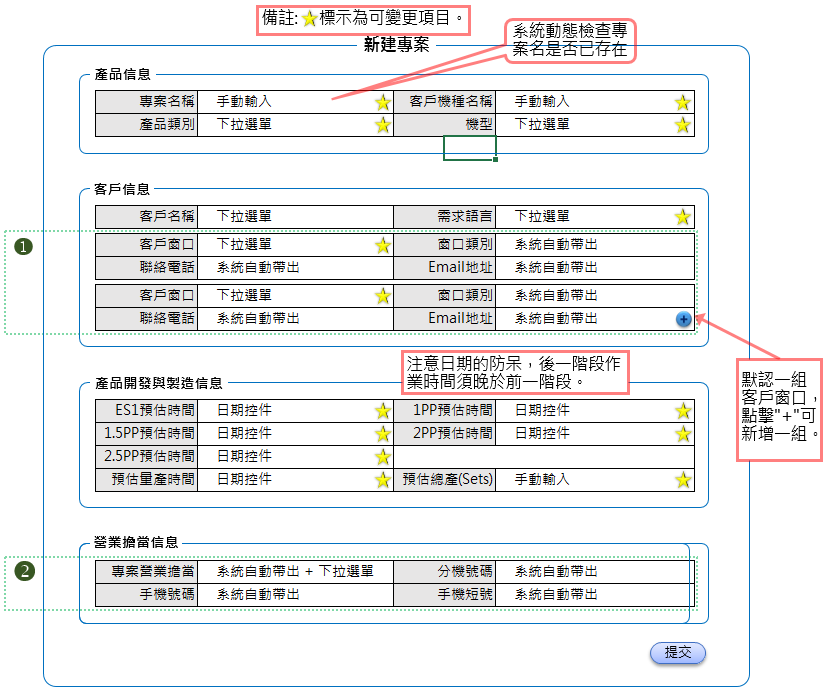 備註:⭐標示為可變更項目。
系統動態檢查專
案名是否已存在
新建專案
產品信息
專案名稱 手動輸入 客戶機種名稱 手動輸入
產品類別 下拉選單 機型 下拉選單
客戶信息
客戶名稱 下拉選單 需求語言 下拉選單
1
客戶窗口 下拉選單 窗口類別 系統自動帶出
聯絡電話 系統自動帶出 Email地址 系統自動帶出
客戶窗口 下拉選單 窗口類別 系統自動帶出
聯絡電話 系統自動帶出 Email地址 系統自動帶出 +
注意日期的防呆，後一階段作
業時間須晚於前一階段。
默認一組
客戶窗口，
點擊"+"可
新增一組。
產品開發與製造信息
ES1預估時間 日期控件 1PP預估時間 日期控件
1.5PP預估時間 日期控件 2PP預估時間 日期控件
2.5PP預估時間 日期控件
預估量產時間 日期控件 預估總產(Sets) 手動輸入
營業擔當信息
2
專案營業擔當 系統自動帶出 + 下拉選單 分機號碼 系統自動帶出
手機號碼 系統自動帶出 手機短號 系統自動帶出
提交